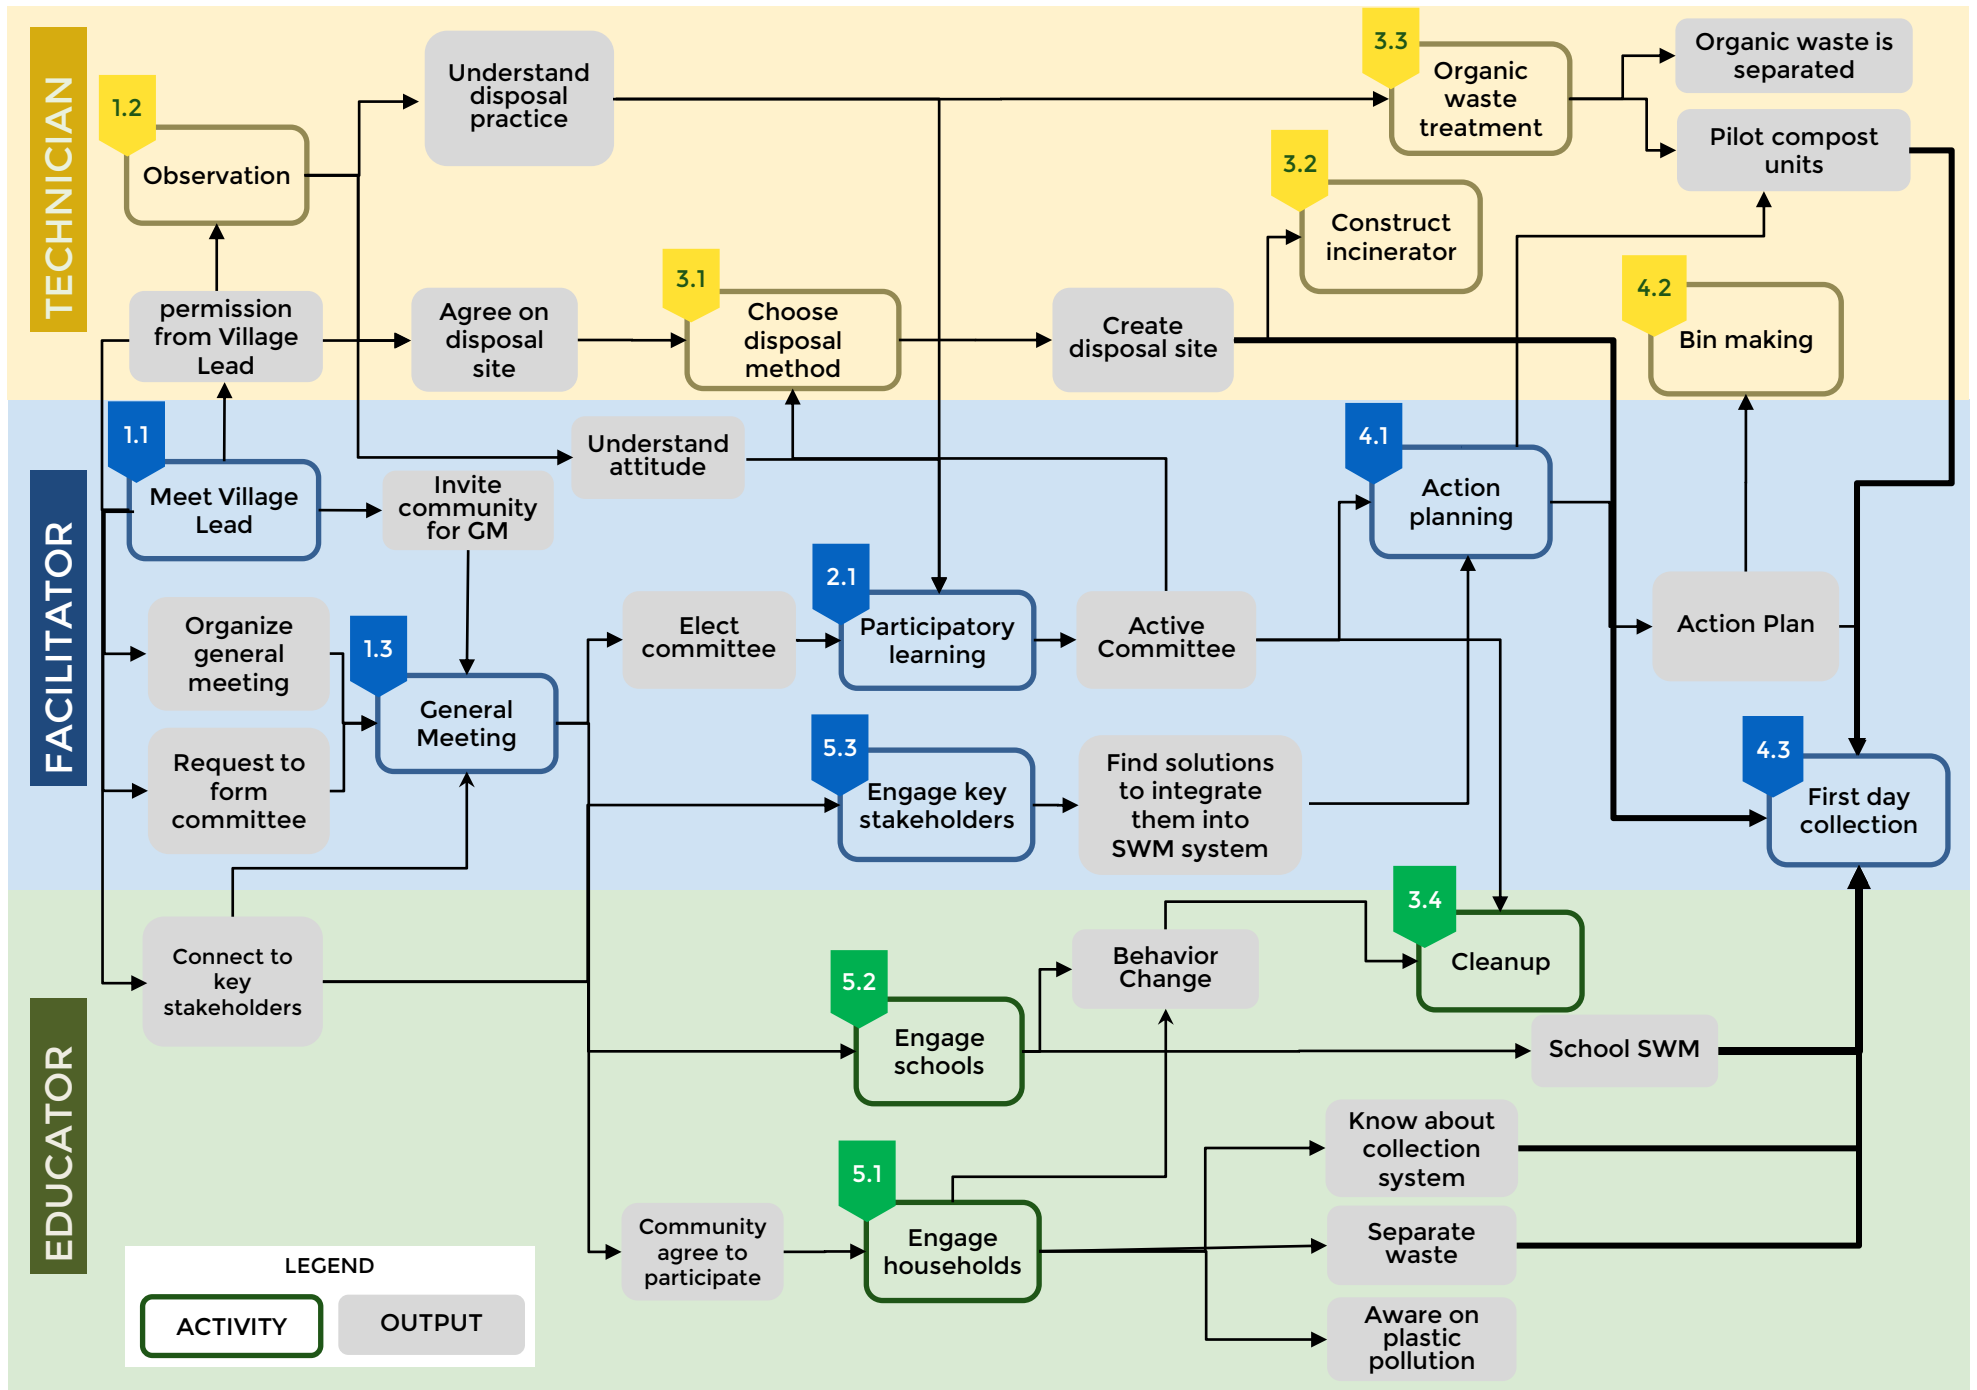 TECHNICIAN
1.2
Observation
Understand
disposal
practice
3.3
Organic
waste
treatment
Organic waste is
separated
Pilot compost
units
3.2
Construct
incinerator
permission
from Village
Lead
Agree on
disposal
site
3.1
Choose
disposal
method
Create
disposal site
4.2
Bin making
FACILITATOR
1.1
Meet Village
Lead
Invite
community
for GM
Understand
attitude
4.1
Action
planning
Organize
general
meeting
1.3
General
Meeting
Request to
form
committee
Elect
committee
2.1
Participatory
learning
Active
Committee
Action Plan
5.3
Engage key
stakeholders
Find solutions
to integrate
them into
SWM system
4.3
First day
collection
EDUCATOR
Connect to
key
stakeholders
5.2
Engage
schools
Behavior
Change
3.4
Cleanup
School SWM
Community
agree to
participate
5.1
Engage
households
Know about
collection
system
Separate
waste
Aware on
plastic
pollution
LEGEND
ACTIVITY
OUTPUT